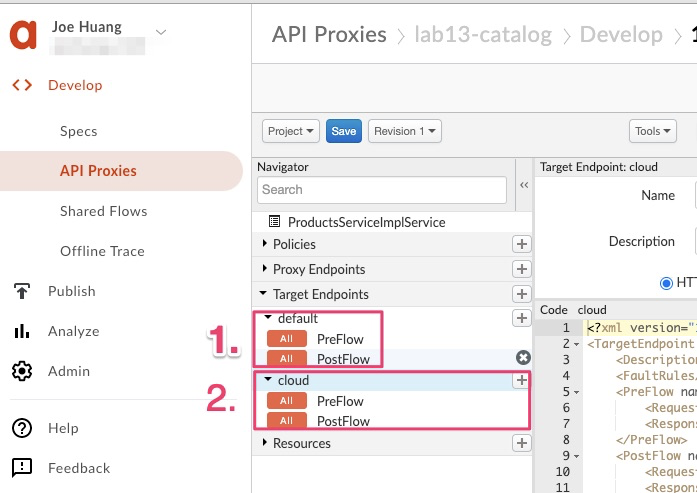 Joe Huang
Develop
Specs
API Proxies
Shared Flows
Offline Trace
Publish
Analyze
Admin
Help
Feedback
API Proxies > lab13-catalog > Develop >
Project
Save
Revision 1
Tools
Navigator
Search
ProductsServiceImplService
Policies
Proxy Endpoints
Target Endpoints
1.
default
All PreFlow
All PostFlow
2.
cloud
All PreFlow
All PostFlow
Resources
Target Endpoint: cloud
Name
Description
HT
Code cloud
1 <?xml version="
2 <TargetEndpoint
3 <Description
4 <FaultRules/
5 <PreFlow na
6 <Reques
7 <Respon
8 </PreFlow>
9 <PostFlow n
10 <Reques
11 <Respons